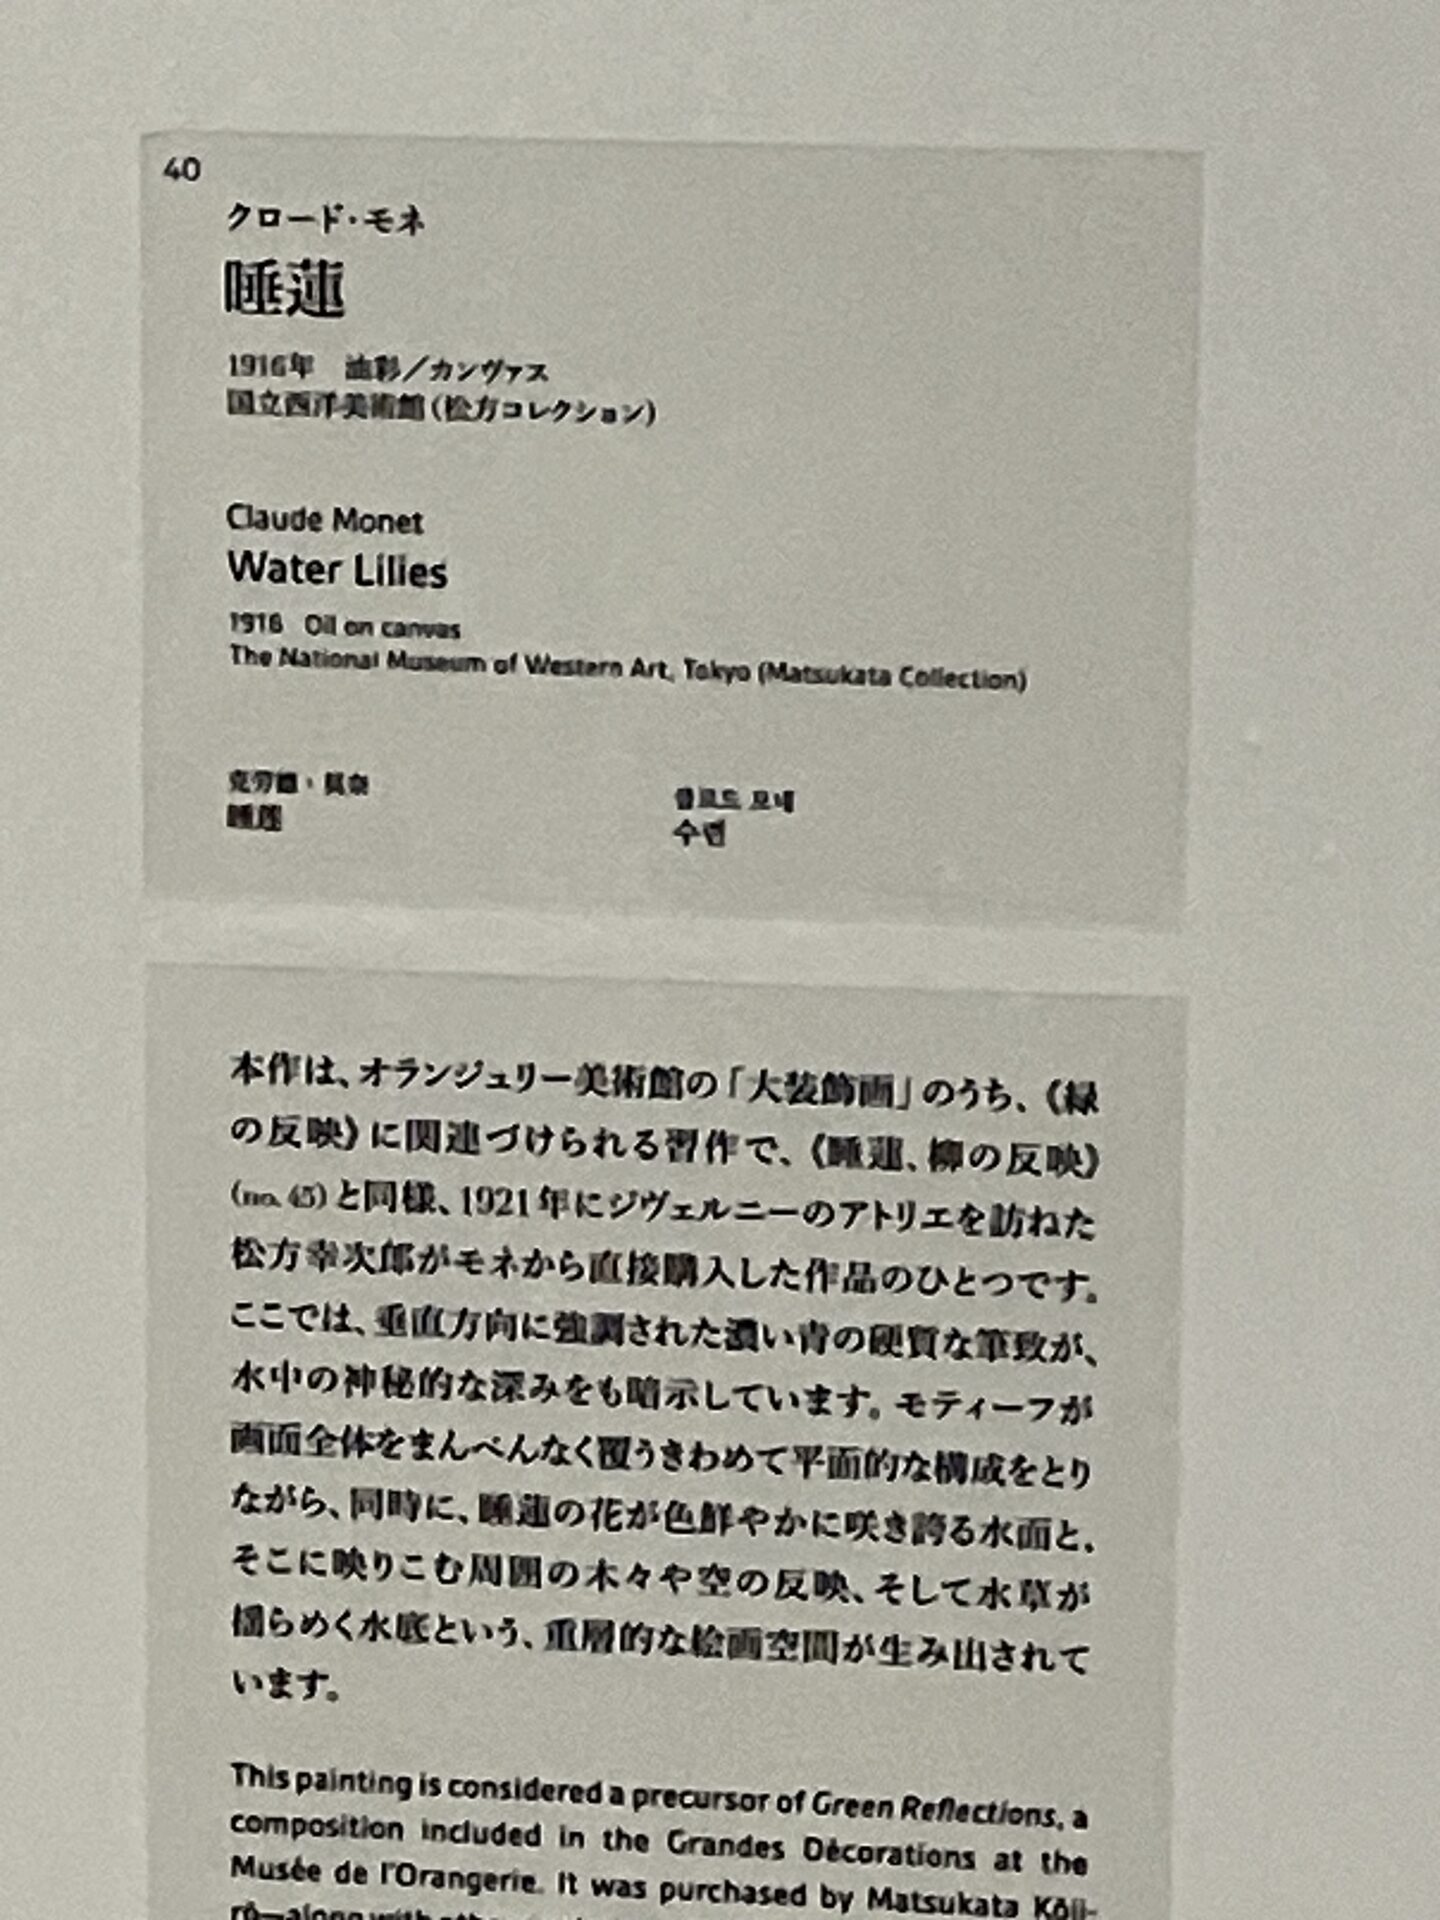 40
クロード・モネ
睡蓮
1916年　油彩／カンヴァス
国立西洋美術館(松方コレクション)
Claude Monet
Water Lilies
1916 Oil on canvas
The National Museum of Western Art, Tokyo (Matsukata Collection)
克劳德・莫奈
睡莲
클로드 모네
수련
本作は、オランジュリー美術館の「大装飾画」のうち、《緑
の反映》に関連づけられる習作で、《睡蓮、柳の反映》
(no. 45)と同様、1921年にジヴェルニーのアトリエを訪ねた
松方幸次郎がモネから直接購入した作品のひとつです。
ここでは、垂直方向に強調された濃い青の硬質な筆致が、
水中の神秘的な深みをも暗示しています。モティーフが
画面全体をまんべんなく覆うきわめて平面的な構成をとり
ながら、同時に、睡蓮の花が色鮮やかに咲き誇る水面と、
そこに映りこむ周囲の木々や空の反映、そして水草が
揺らめく水底という、重層的な絵画空間が生み出されて
います。
This painting is considered a precursor of Green Reflections, a
composition included in the Grandes Décorations at the
Musée de l'Orangerie. It was purchased by Matsukata Kōji-
rō—along with